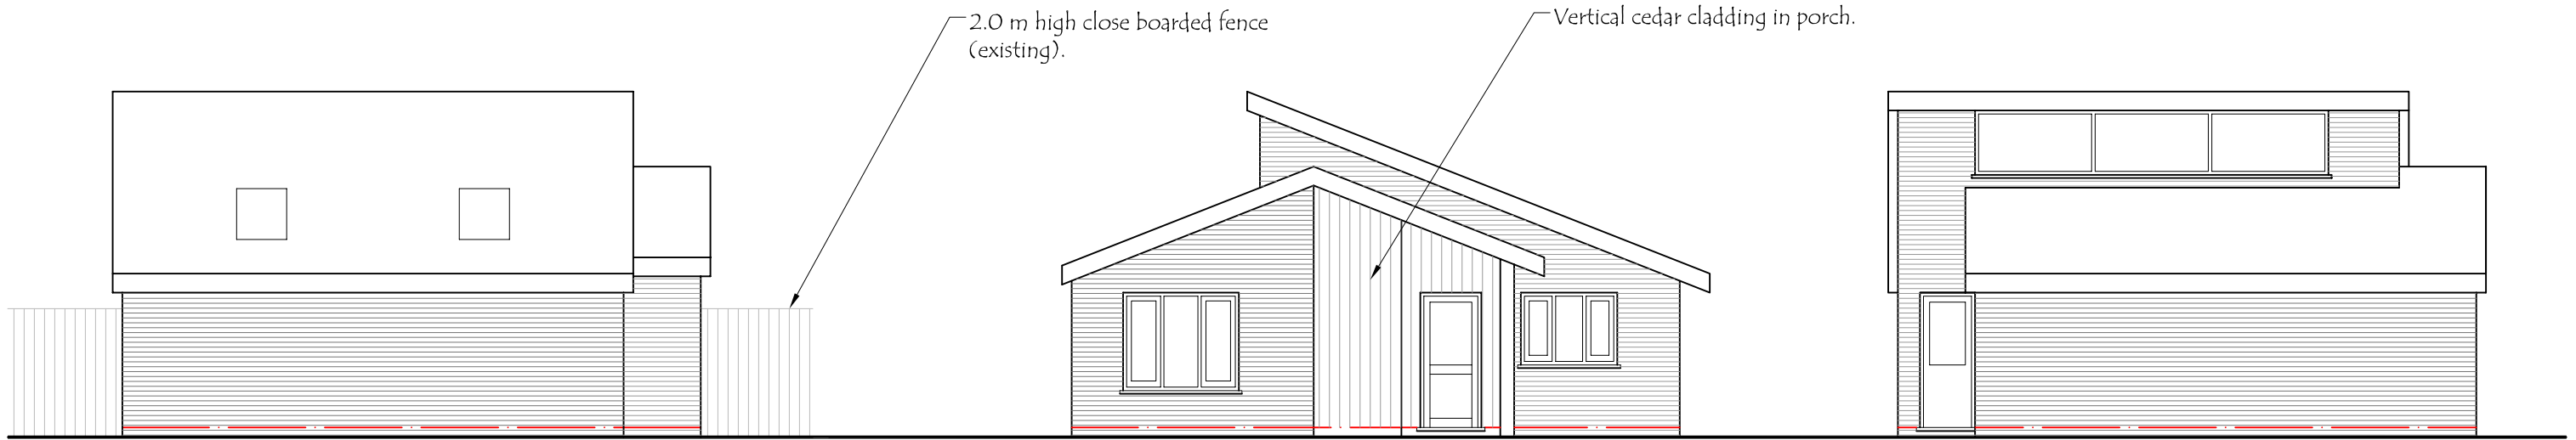 2.0 m high close boarded fence
(existing).
Vertical cedar cladding in porch.